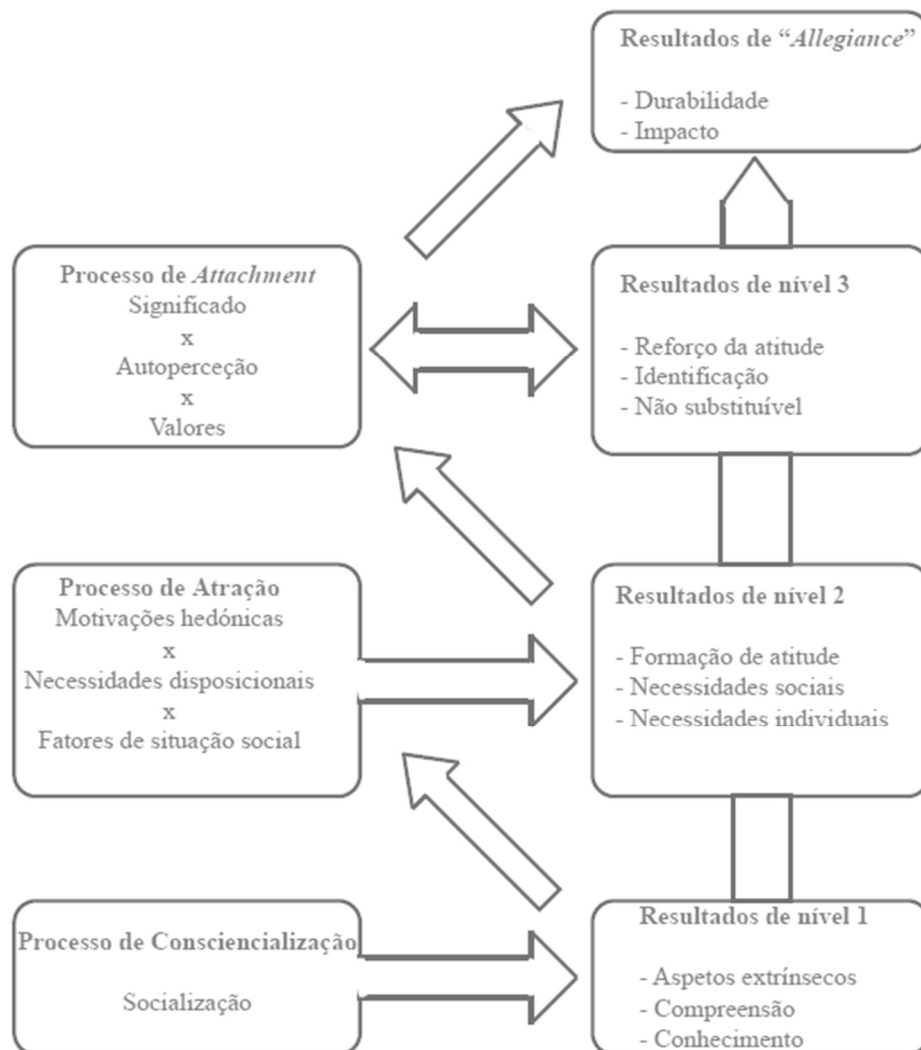 Resultados de “Allegiance”
- Durabilidade
- Impacto
Processo de Attachment
Significado
x
Autoperceção
x
Valores
Resultados de nível 3
- Reforço da atitude
- Identificação
- Não substituível
Processo de Atração
Motivações hedónicas
x
Necessidades disposicionais
x
Fatores de situação social
Resultados de nível 2
- Formação de atitude
- Necessidades sociais
- Necessidades individuais
Processo de Consciencialização
Socialização
Resultados de nível 1
- Aspetos extrínsecos
- Compreensão
- Conhecimento